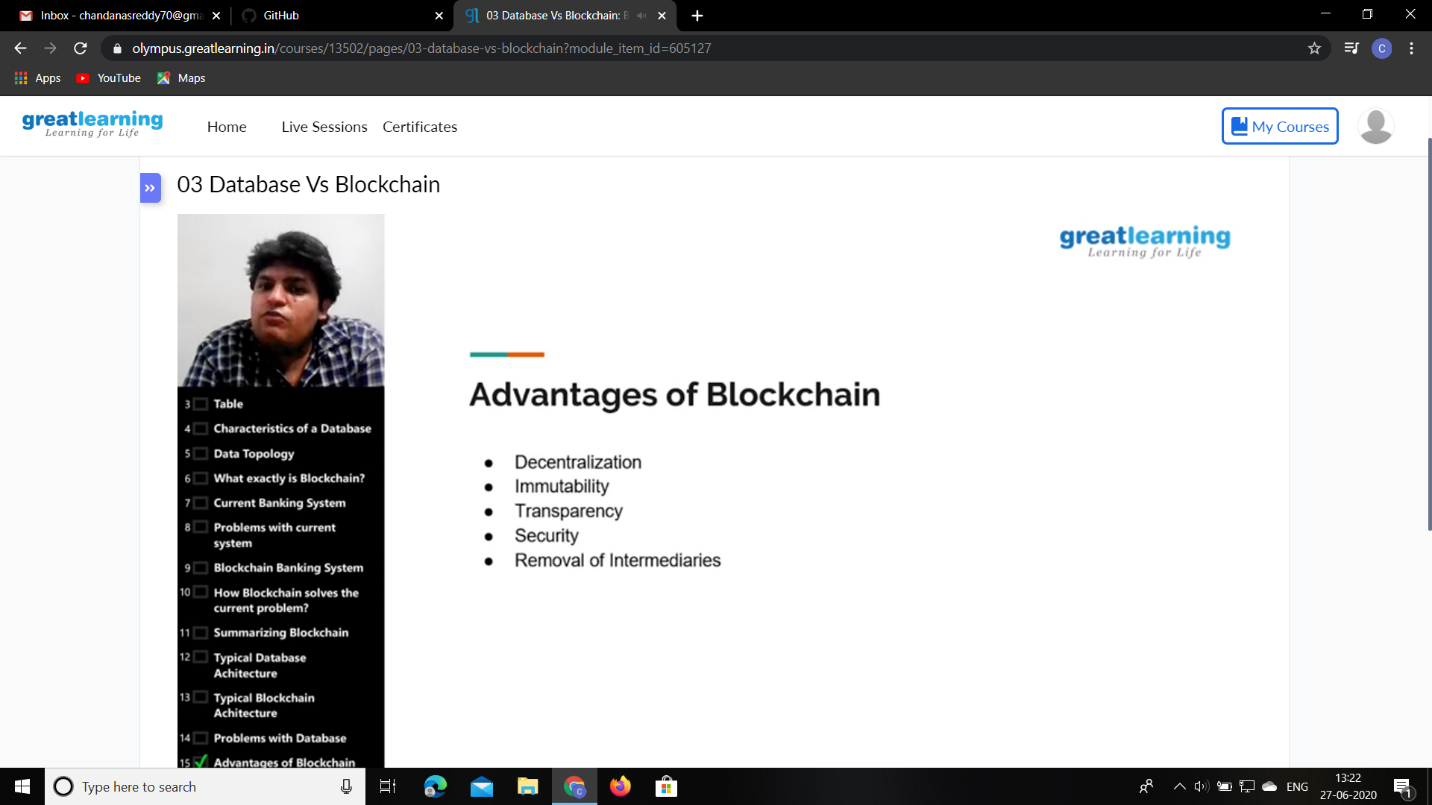 Inbox - chandanasreddy70@gma
GitHub
03 Database Vs Blockchain: B
olympus.greatlearning.in/courses/13502/pages/03-database-vs-blockchain?module_item_id=605127
C
Apps
YouTube
Maps
greatlearning
Learning for Life
Home
Live Sessions
Certificates
My Courses
03 Database Vs Blockchain
greatlearning
Learning for Life
3 Table
4 Characteristics of a Database
5 Data Topology
6 What exactly is Blockchain?
7 Current Banking System
8 Problems with current
system
9 Blockchain Banking System
10 How Blockchain solves the
current problem?
11 Summarizing Blockchain
12 Typical Database
Achitecture
13 Typical Blockchain
Achitecture
14 Problems with Database
15 Advantages of Blockchain
Advantages of Blockchain
● Decentralization
● Immutability
● Transparency
● Security
● Removal of Intermediaries
Type here to search
ENG
13:22
27-06-2020
1